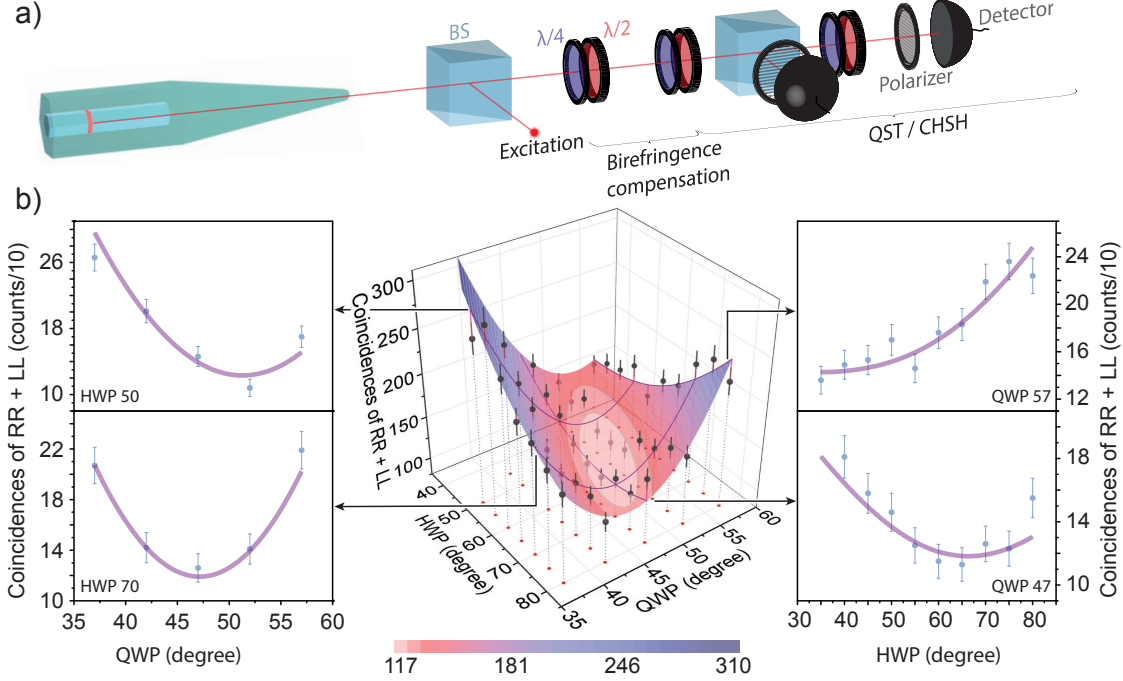 a)
BS
λ/4
λ/2
Detector
Polarizer
Excitation
Birefringence
compensation
QST / CHSH
b)
Coincidences of RR + LL (counts/10)
26
18
10
HWP 50
22
18
14
10
HWP 70
35 40 45 50 55 60
QWP (degree)
Coincidences of RR + LL
300
250
200
150
100
40
50
60
70
80
HWP (degree)
35
40
45
50
55
60
QWP (degree)
117 181 246 310
24
20
16
12
QWP 57
18
14
10
QWP 47
30 40 50 60 70 80
HWP (degree)
Coincidences of RR + LL (counts/10)